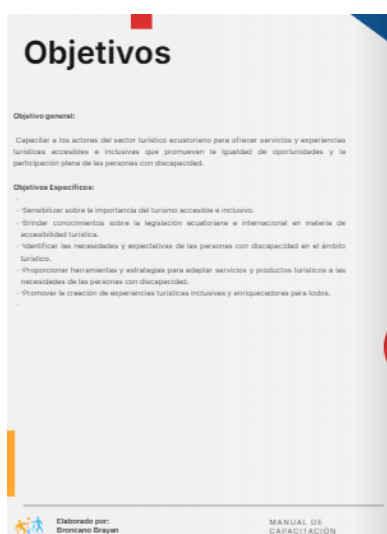 Objetivos
Objetivo general:
Capacitar a los actores del sector turístico ecuatoriano para ofrecer servicios y experiencias
turísticas accesibles e inclusivas que promuevan la igualdad de oportunidades y la
participación plena de las personas con discapacidad.
Objetivos Específicos:
-
- •Sensibilizar sobre la importancia del turismo accesible e inclusivo.
- •Brindar conocimientos sobre la legislación ecuatoriana e internacional en materia de
accesibilidad turística.
- •Identificar las necesidades y expectativas de las personas con discapacidad en el ámbito
turístico.
- •Proporcionar herramientas y estrategias para adaptar servicios y productos turísticos a las
necesidades de las personas con discapacidad.
- •Promover la creación de experiencias turísticas inclusivas y enriquecedoras para todos.
-
Elaborado por:
Broncano Brayan
MANUAL DE
CAPACITACIÓN